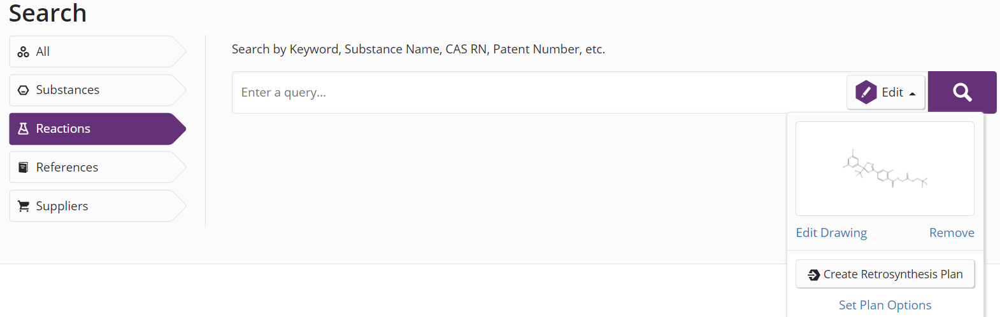 Search
All
Substances
Reactions
References
Suppliers
Search by Keyword, Substance Name, CAS RN, Patent Number, etc.
Enter a query...
Edit
Edit Drawing
Remove
Create Retrosynthesis Plan
Set Plan Options